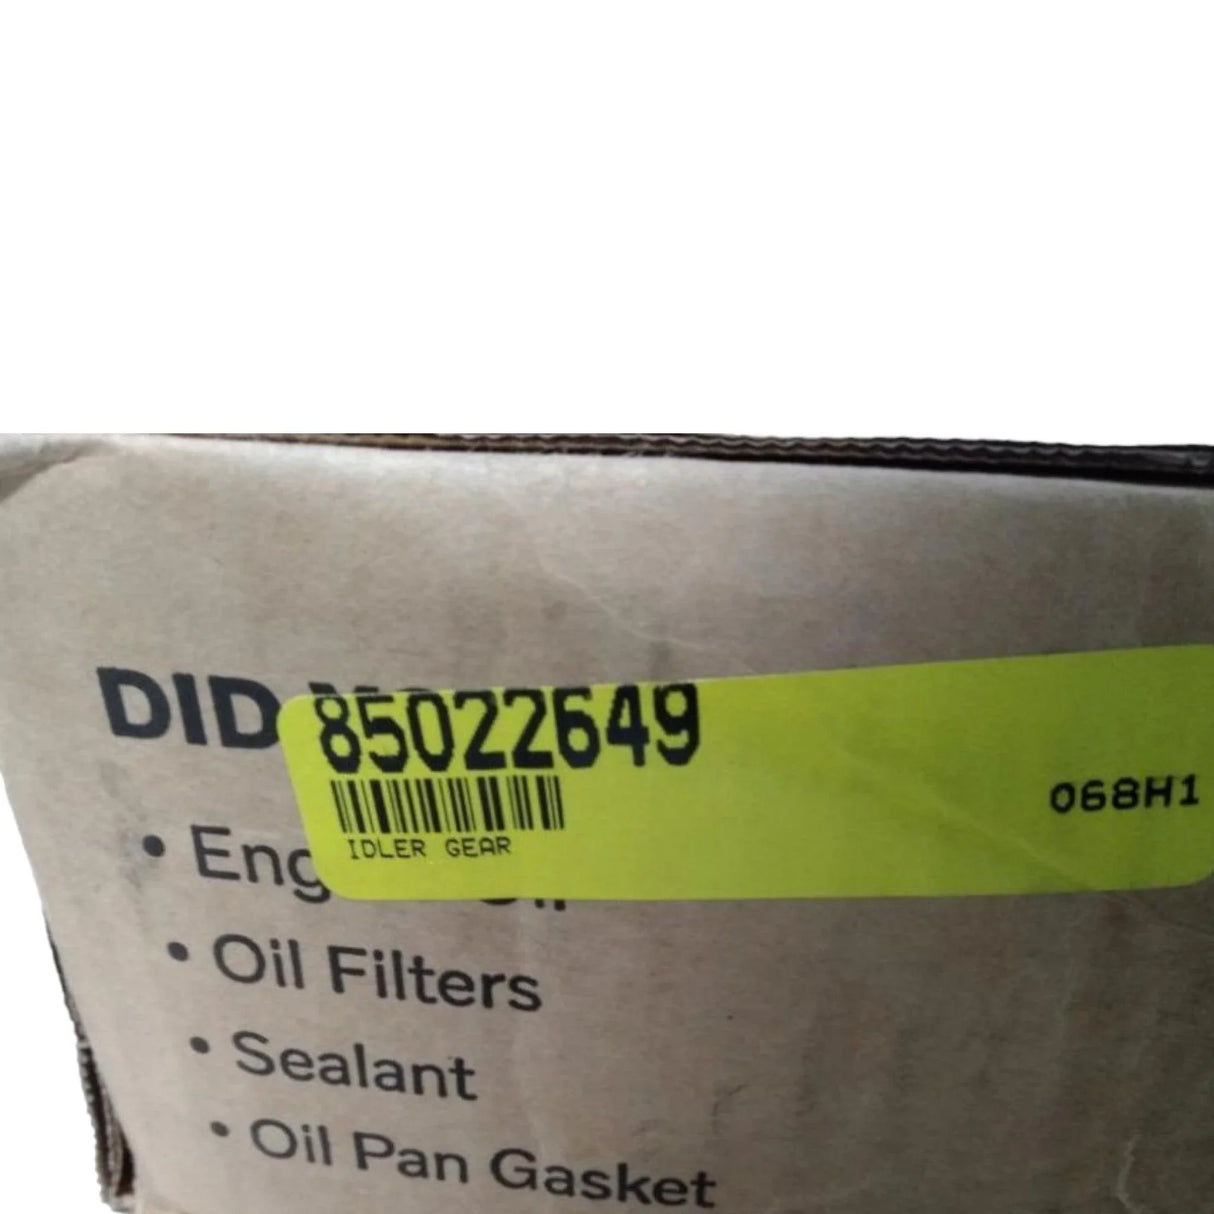 DID
85022649
068H1
IDLER GEAR
• Eng
• Oil Filters
• Sealant
• Oil Pan Gasket